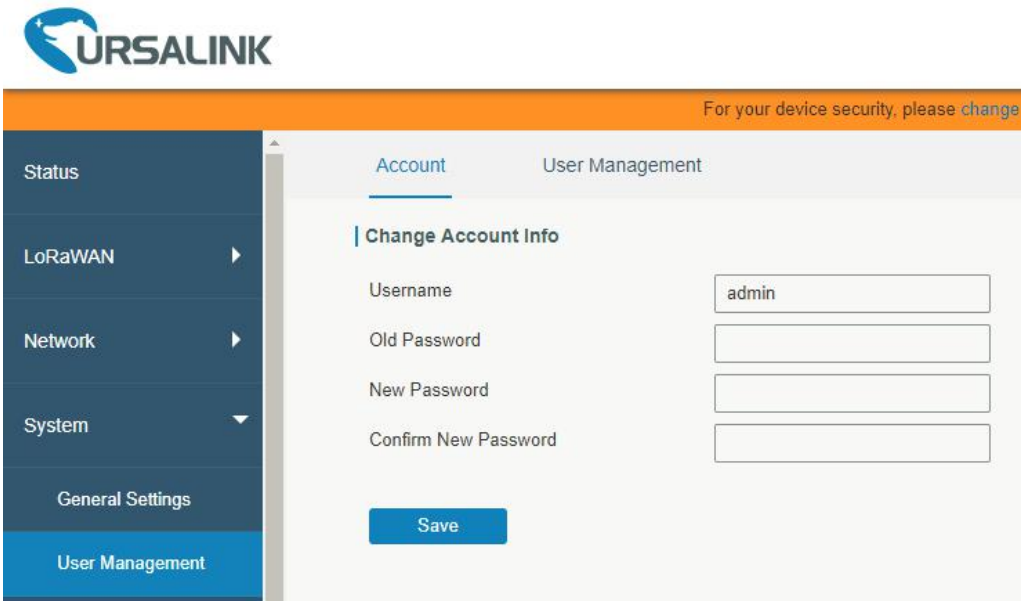 URSALINK
For your device security, please change
Status
LoRaWAN
Network
System
General Settings
User Management
Account User Management
Change Account Info
Username admin
Old Password
New Password
Confirm New Password
Save